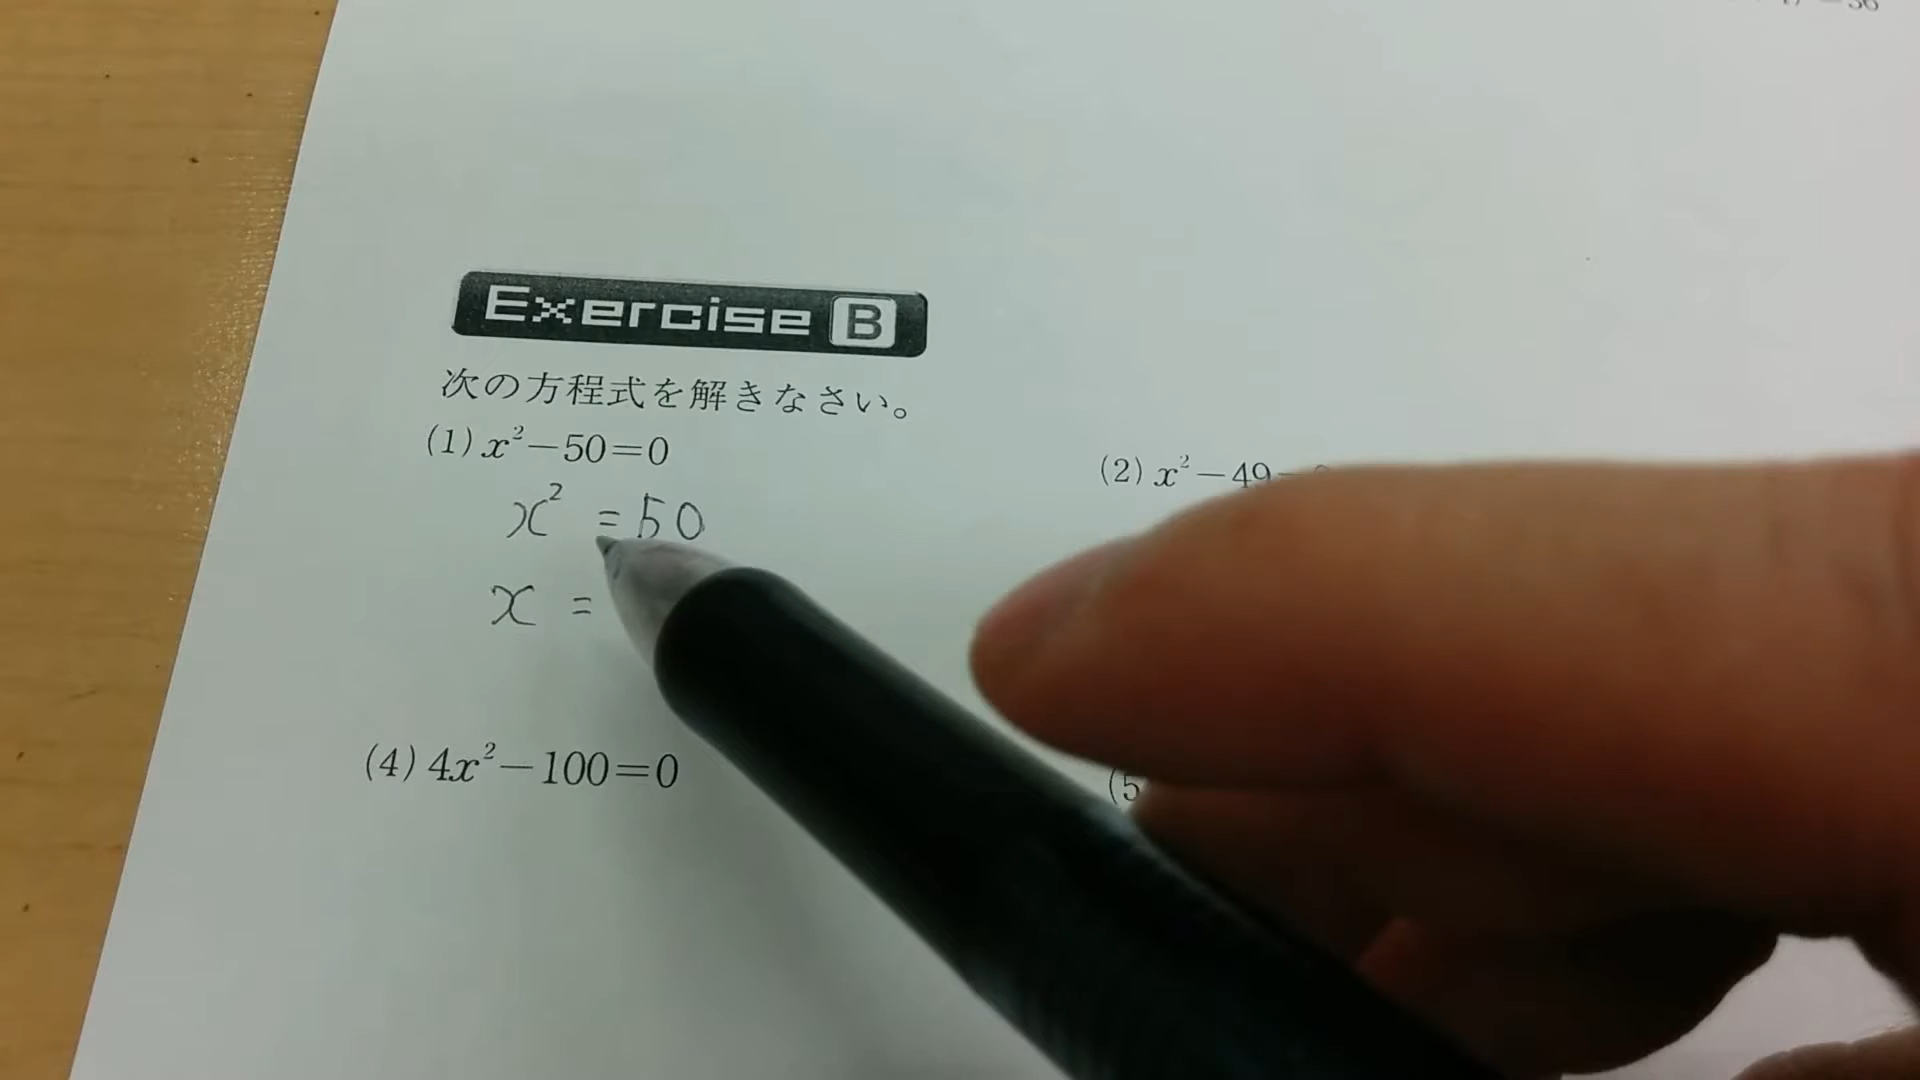 Exercise B
次の方程式を解きなさい。
(1) x²−50=0
x² = 50
x =
(2) x²−49
(4) 4x²−100=0
(5